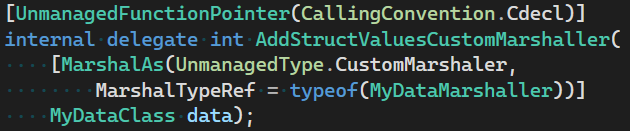 [UnmanagedFunctionPointer(CallingConvention.Cdecl)]
internal delegate int AddStructValuesCustomMarshaller(
    [MarshalAs(UnmanagedType.CustomMarshaler,
        MarshalTypeRef = typeof(MyDataMarshaller))]
    MyDataClass data);